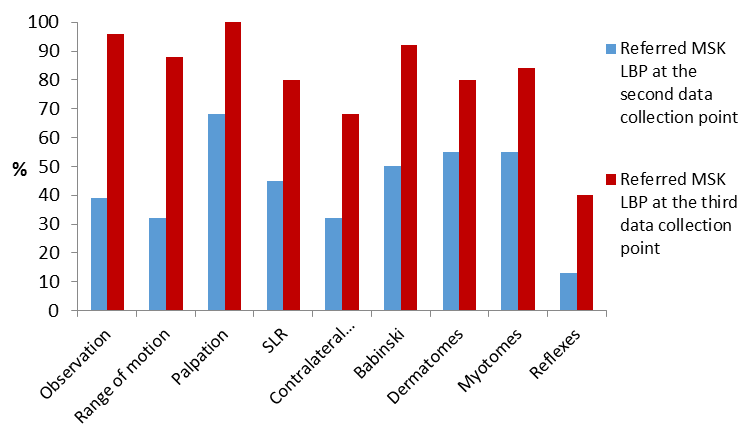 100
90
80
70
60
50
40
30
20
10
0
%
Observation
Range of motion
Palpation
SLR
Contralateral...
Babinski
Dermatomes
Myotomes
Reflexes
Referred MSK
LBP at the
second data
collection point
Referred MSK
LBP at the third
data collection
point